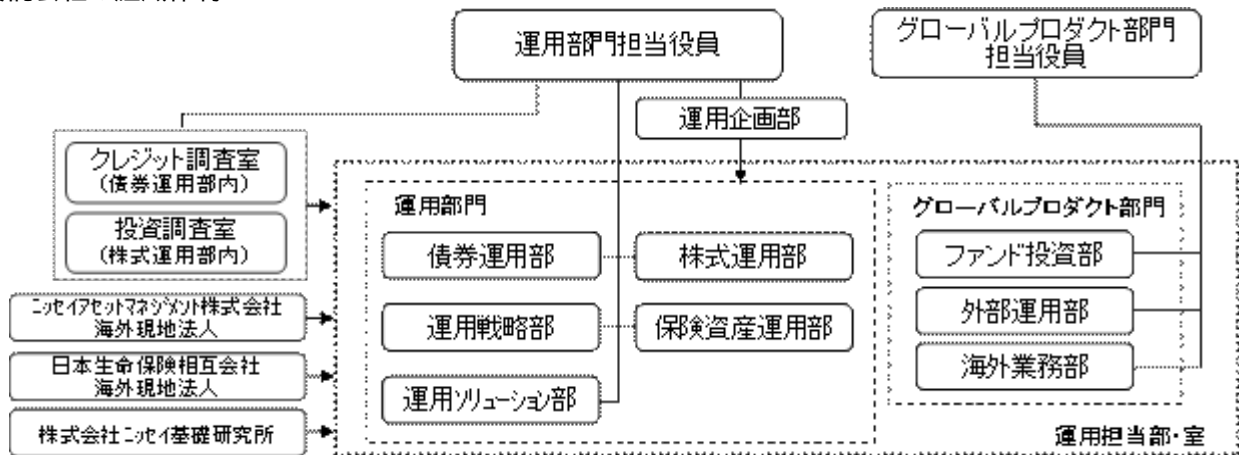 運用部門担当役員
グローバルプロダクト部門
担当役員
運用企画部
クレジット調査室
(債券運用部内)
投資調査室
(株式運用部内)
運用部門
グローバルプロダクト部門
債券運用部
株式運用部
ファンド投資部
ニッセイアセットマネジメント株式会社
海外現地法人
運用戦略部
保険資産運用部
外部運用部
日本生命保険相互会社
海外現地法人
運用ソリューション部
海外業務部
株式会社ニッセイ基礎研究所
運用担当部・室